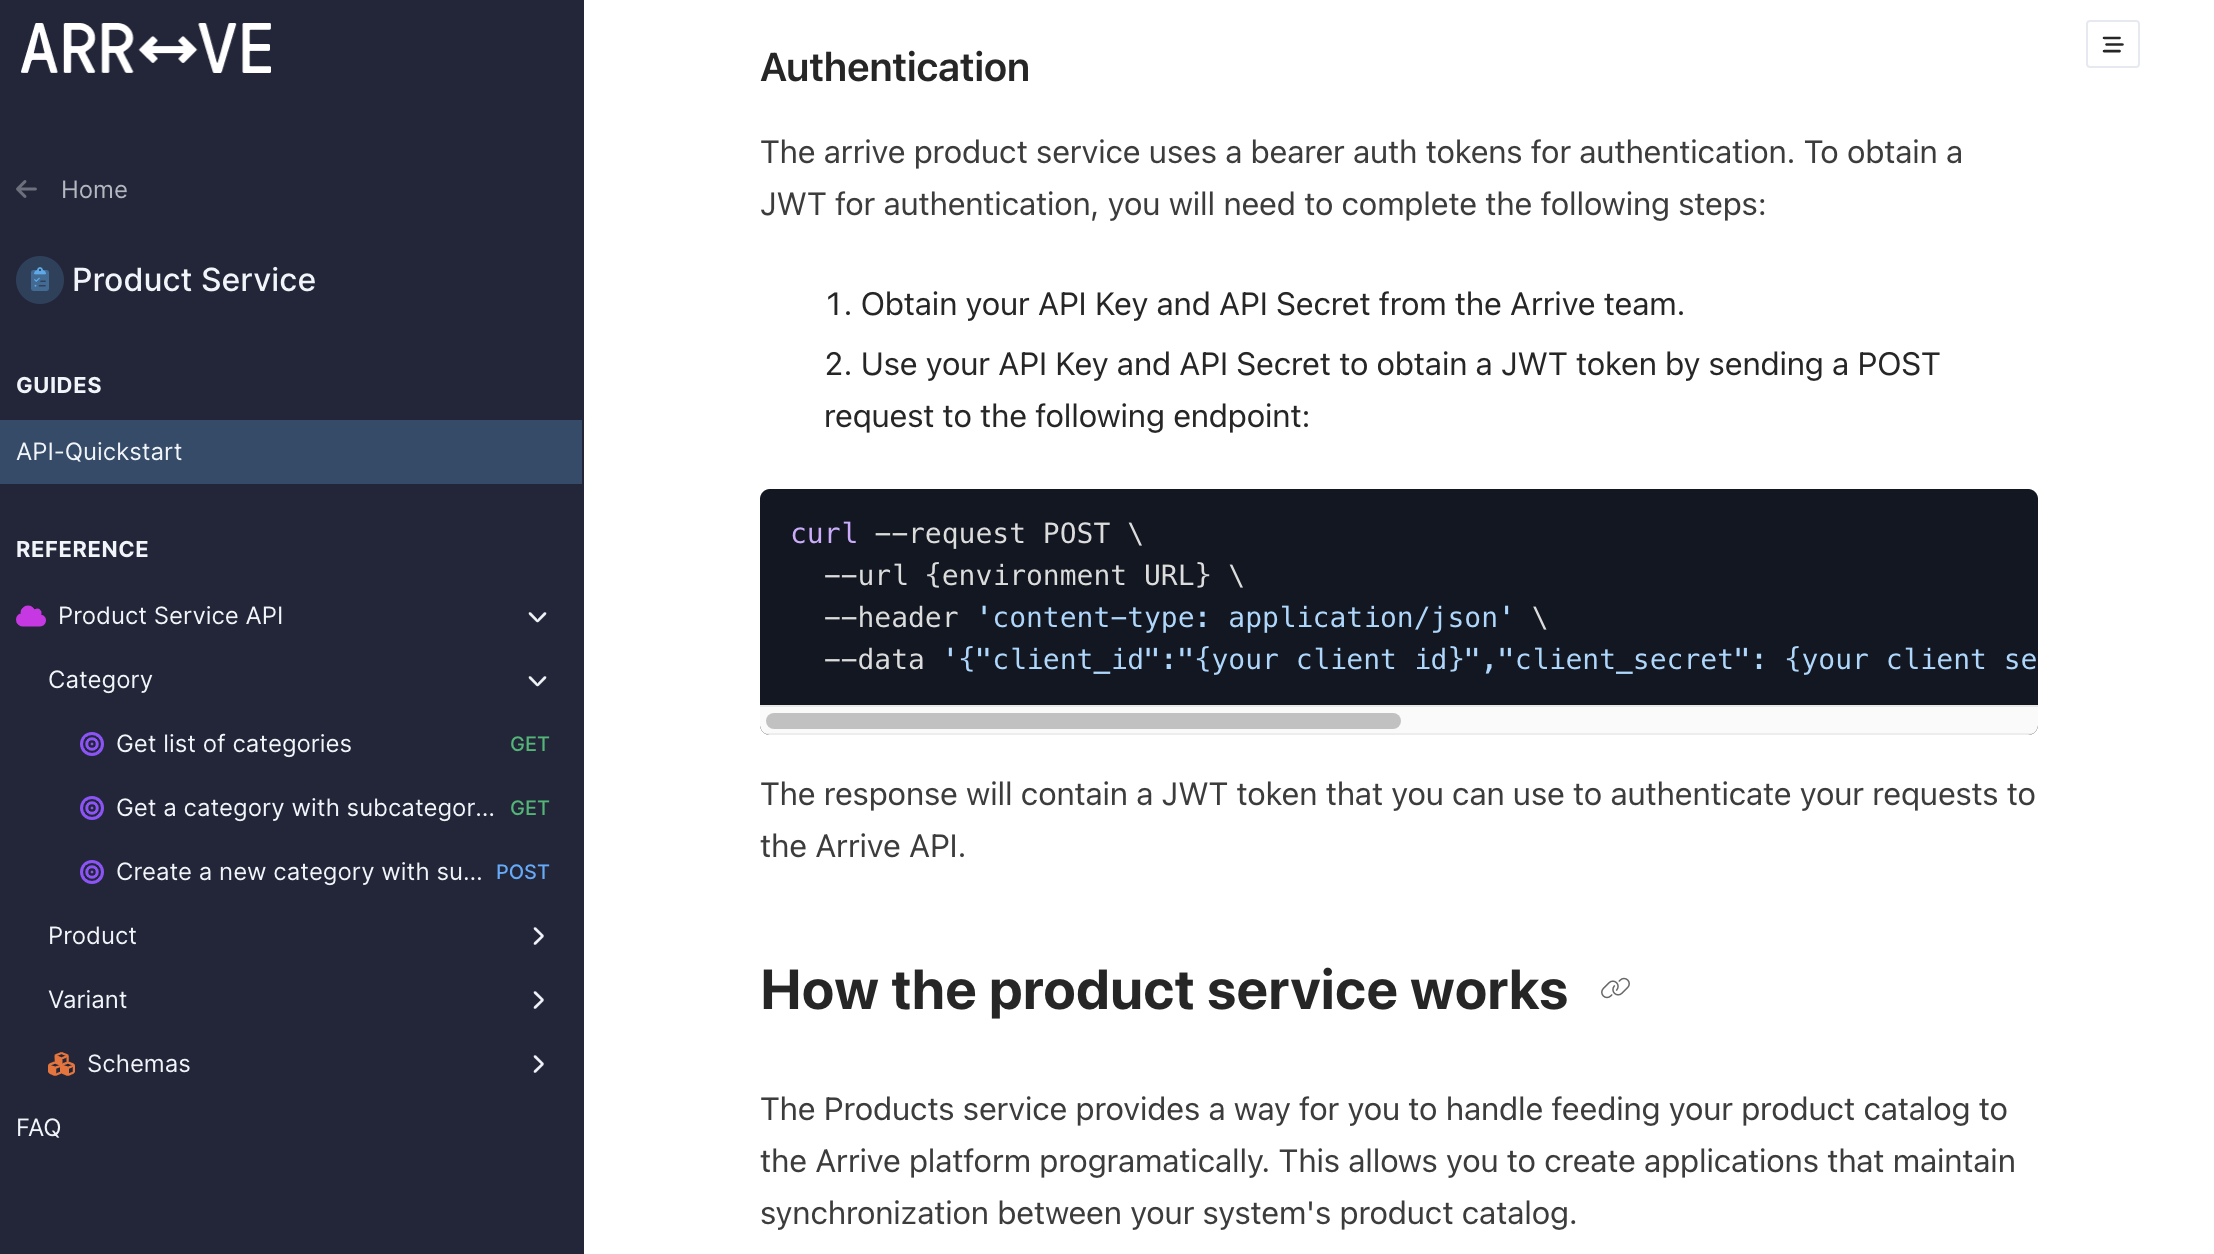 ARR↔VE
Home
Product Service
GUIDES
API-Quickstart
REFERENCE
Product Service API
Category
Get list of categories GET
Get a category with subcategor... GET
Create a new category with su... POST
Product
Variant
Schemas
FAQ
Authentication
The arrive product service uses a bearer auth tokens for authentication. To obtain a
JWT for authentication, you will need to complete the following steps:
1. Obtain your API Key and API Secret from the Arrive team.
2. Use your API Key and API Secret to obtain a JWT token by sending a POST
request to the following endpoint:
curl --request POST \
--url {environment URL} \
--header 'content-type: application/json' \
--data '{"client_id":"{your client id}","client_secret": {your client se
The response will contain a JWT token that you can use to authenticate your requests to
the Arrive API.
How the product service works
The Products service provides a way for you to handle feeding your product catalog to
the Arrive platform programatically. This allows you to create applications that maintain
synchronization between your system's product catalog.